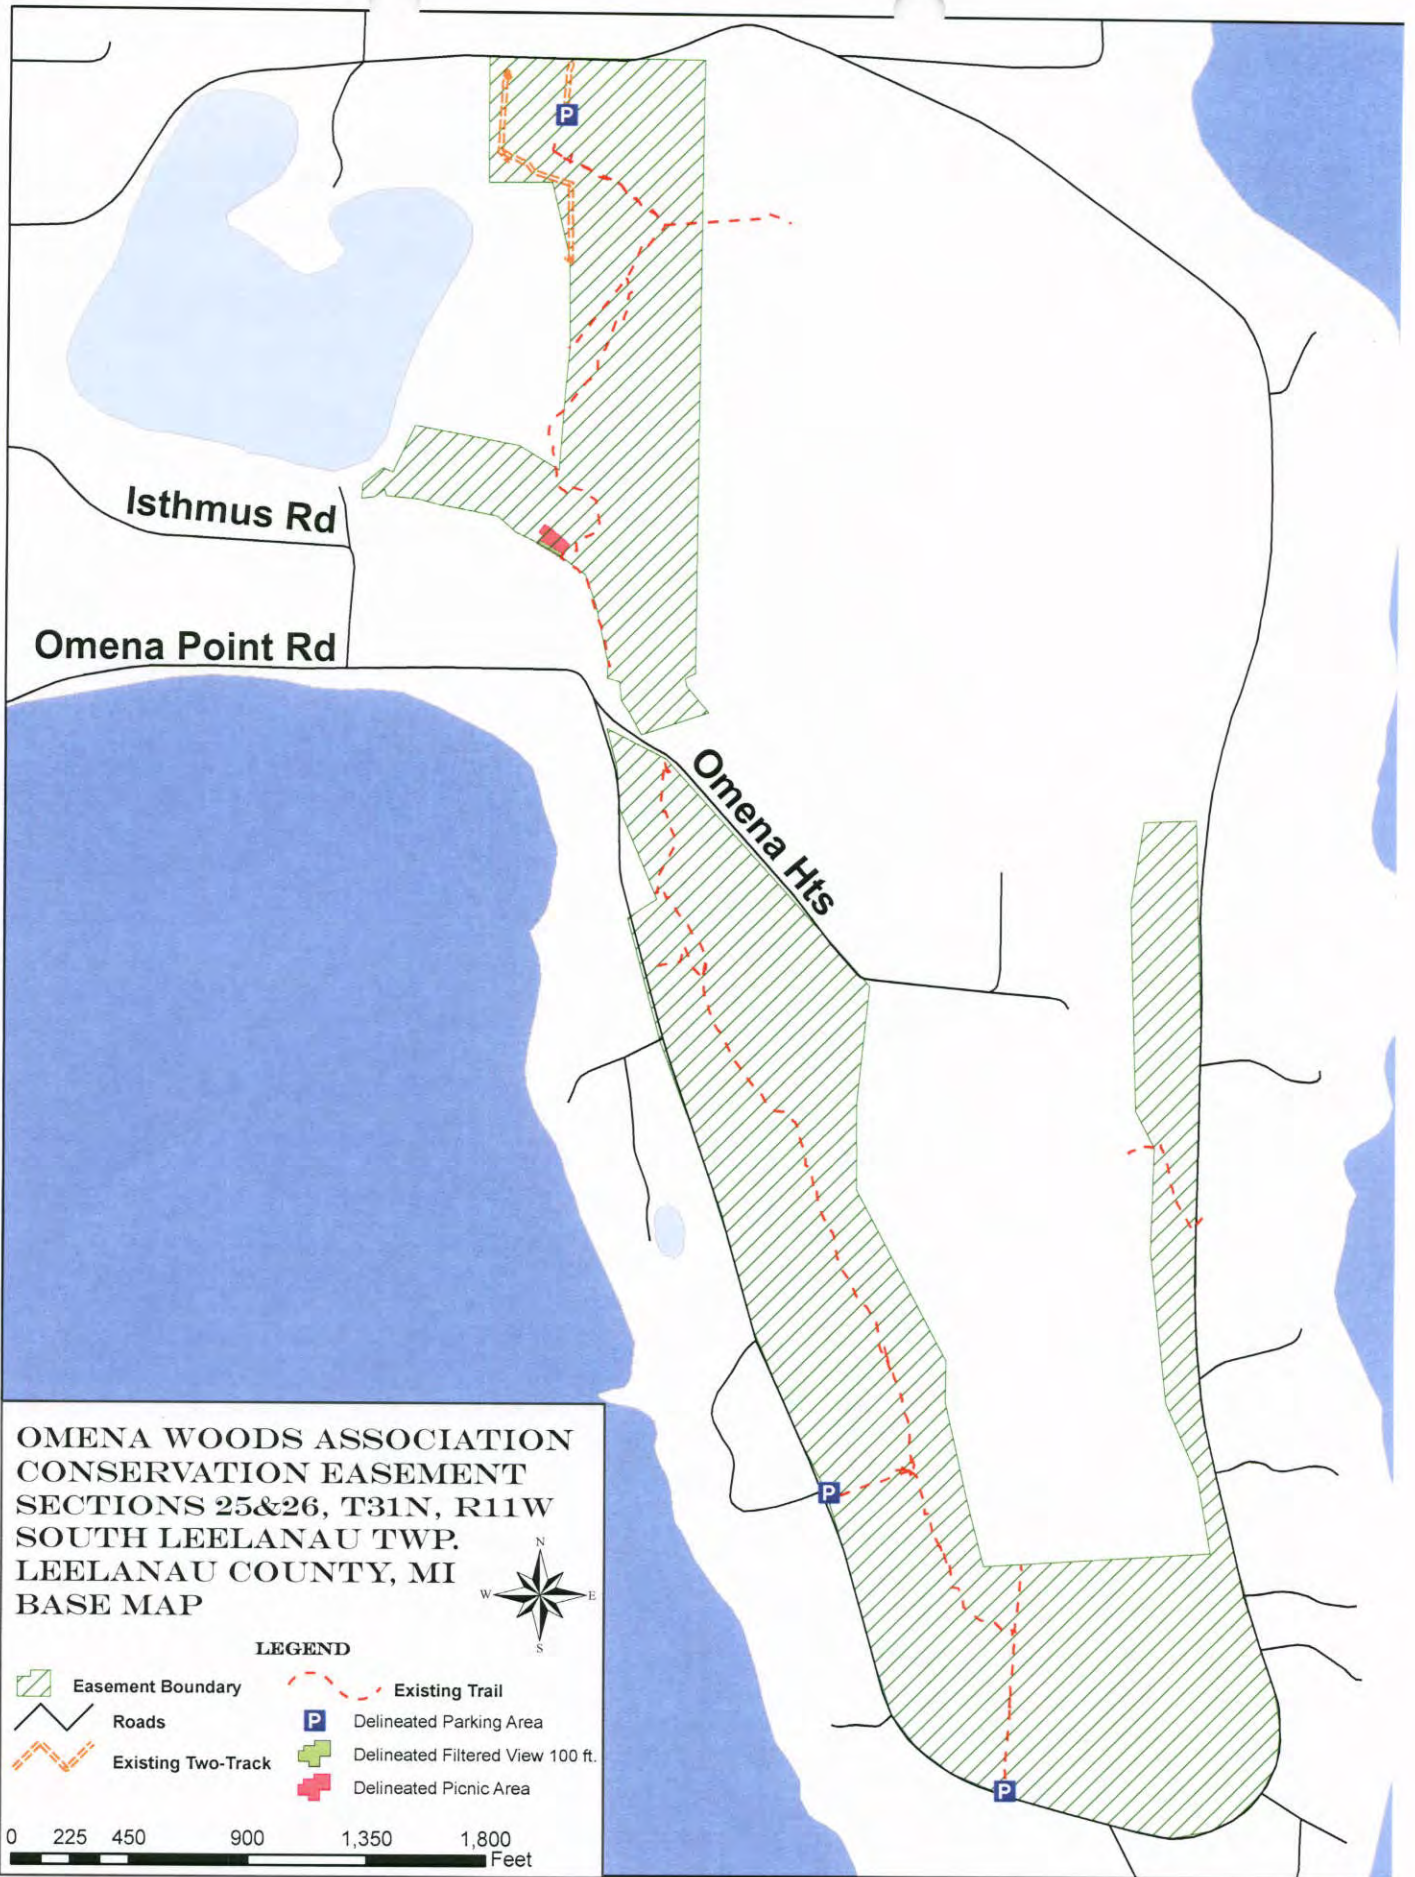 P
Isthmus Rd
Omena Point Rd
Omena Hts
P
P
OMENA WOODS ASSOCIATION
CONSERVATION EASEMENT
SECTIONS 25&26, T31N, R11W
SOUTH LEELANAU TWP.
LEELANAU COUNTY, MI
BASE MAP
N
W E
S
LEGEND
Easement Boundary
Roads
Existing Two-Track
Existing Trail
P Delineated Parking Area
Delineated Filtered View 100 ft.
Delineated Picnic Area
0 225 450 900 1,350 1,800
Feet